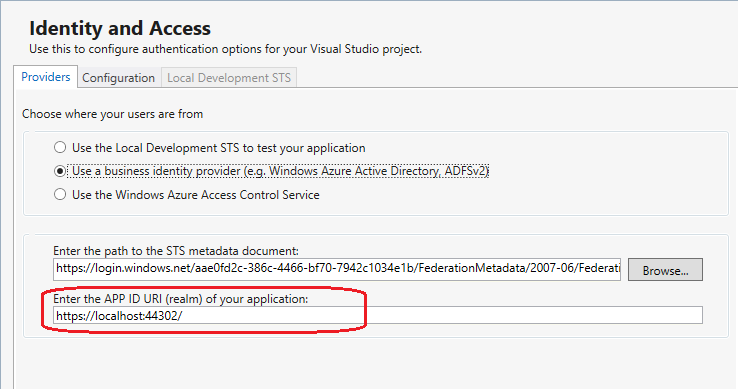 Identity and Access
Use this to configure authentication options for your Visual Studio project.
Providers Configuration Local Development STS
Choose where your users are from
Use the Local Development STS to test your application
Use a business identity provider (e.g. Windows Azure Active Directory, ADFSv2)
Use the Windows Azure Access Control Service
Enter the path to the STS metadata document:
https://login.windows.net/aae0fd2c-386c-4466-bf70-7942c1034e1b/FederationMetadata/2007-06/Federati
Browse...
Enter the APP ID URI (realm) of your application:
https://localhost:44302/